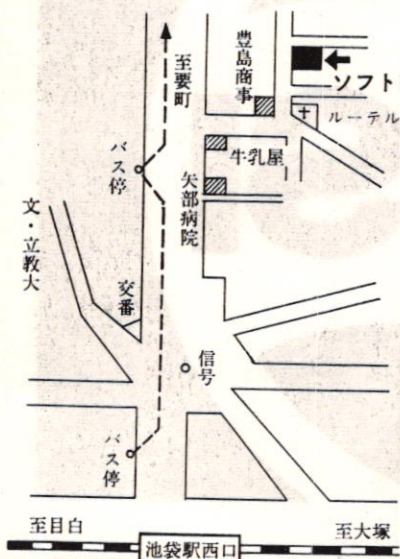 至要町
豊島商事
ソフト
ルーテル
バス停
牛乳屋
矢部病院
文・立教大
交番
信号
バス停
至目白
至大塚
池袋駅西口